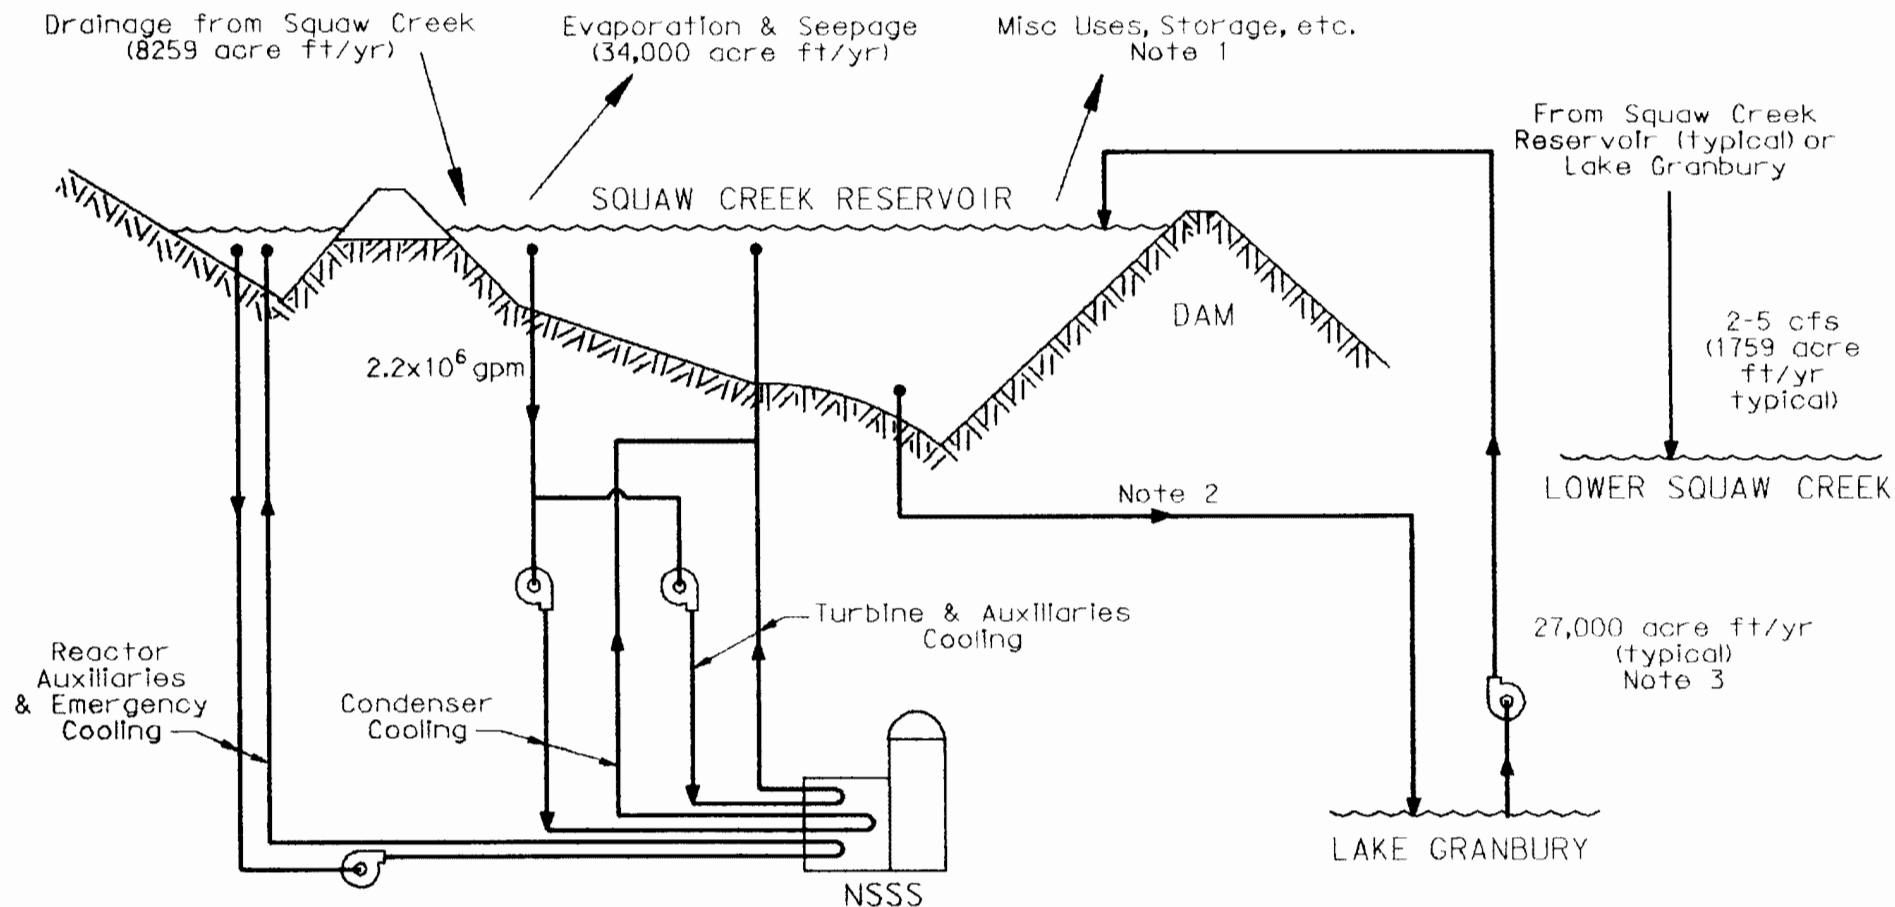 Drainage from Squaw Creek
(8259 acre ft/yr)
Evaporation & Seepage
(34,000 acre ft/yr)
Misc Uses, Storage, etc.
Note 1
From Squaw Creek
Reservoir (typical) or
Lake Granbury
SQUAW CREEK RESERVOIR
DAM
2-5 cfs
(1759 acre
ft/yr
typical)
2.2x10⁶ gpm
LOWER SQUAW CREEK
Note 2
Turbine & Auxiliaries
Cooling
27,000 acre ft/yr
(typical)
Note 3
Reactor
Auxiliaries
& Emergency
Cooling
Condenser
Cooling
LAKE GRANBURY
NSSS